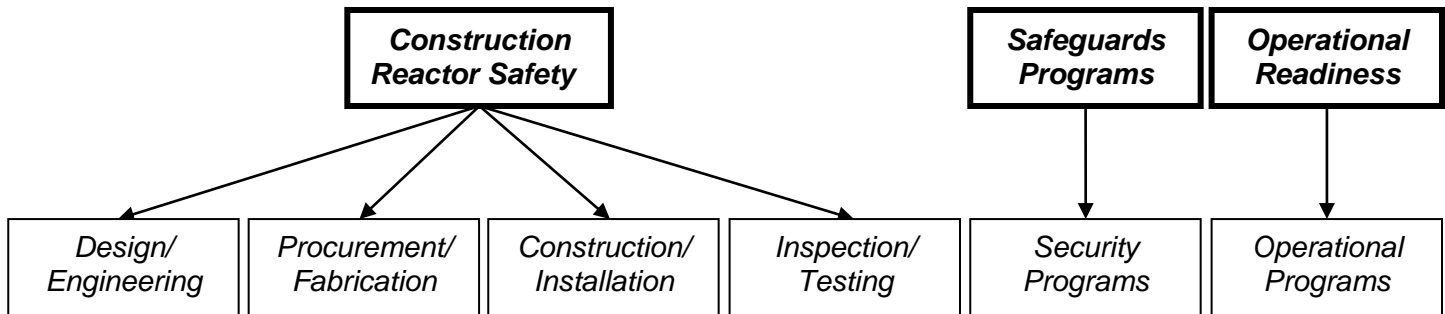 Construction
Reactor Safety
Safeguards
Programs
Operational
Readiness
Design/
Engineering
Procurement/
Fabrication
Construction/
Installation
Inspection/
Testing
Security
Programs
Operational
Programs